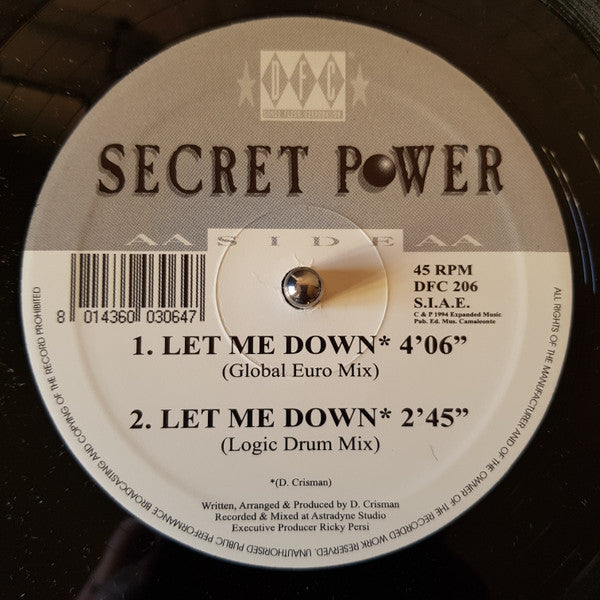 DFC
DANCE FLOOR CORPORATION
SECRET POWER
AA SIDE AA
8 014360 030647
45 RPM
DFC 206
S.I.A.E.
C & P 1994 Expanded Music
Pub. Ed. Mus. Camaleonte
1. LET ME DOWN* 4’06”
(Global Euro Mix)
2. LET ME DOWN* 2’45”
(Logic Drum Mix)
*(D. Crisman)
Written, Arranged & Produced by D. Crisman
Recorded & Mixed at Astradyne Studio
Executive Producer Ricky Persi
ALL RIGHTS OF THE MANUFACTURER AND OF THE OWNER OF THE RECORDED WORK RESERVED. UNAUTHORISED PUBLIC PERFORMANCE BROADCASTING AND COPYING OF THE RECORD PROHIBITED